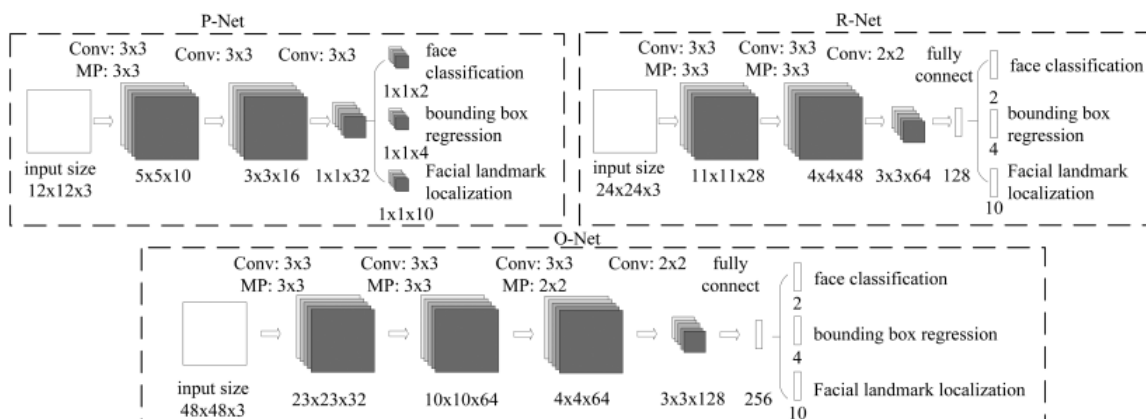 P-Net
Conv: 3x3
MP: 3x3
Conv: 3x3
Conv: 3x3
face
classification
1x1x2
bounding box
regression
1x1x4
Facial landmark
localization
1x1x10
input size
12x12x3
5x5x10
3x3x16
1x1x32
R-Net
Conv: 3x3
MP: 3x3
Conv: 3x3
MP: 3x3
Conv: 2x2
fully
connect
face classification
2
bounding box
regression
4
Facial landmark
localization
10
input size
24x24x3
11x11x28
4x4x48
3x3x64
128
O-Net
Conv: 3x3
MP: 3x3
Conv: 3x3
MP: 3x3
Conv: 3x3
MP: 2x2
Conv: 2x2
fully
connect
face classification
2
bounding box regression
4
Facial landmark localization
10
input size
48x48x3
23x23x32
10x10x64
4x4x64
3x3x128
256